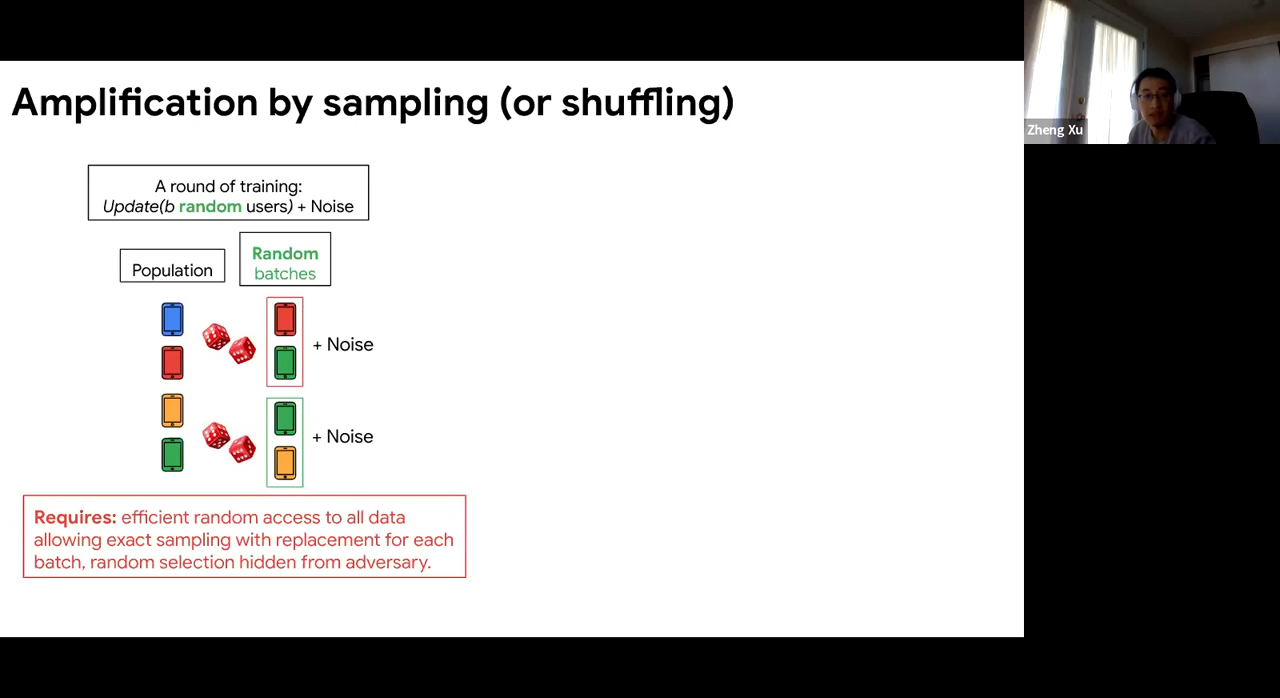 Amplification by sampling (or shuffling)
Zheng Xu
A round of training:
Update(b random users) + Noise
Population
Random
batches
+ Noise
+ Noise
Requires: efficient random access to all data
allowing exact sampling with replacement for each
batch, random selection hidden from adversary.